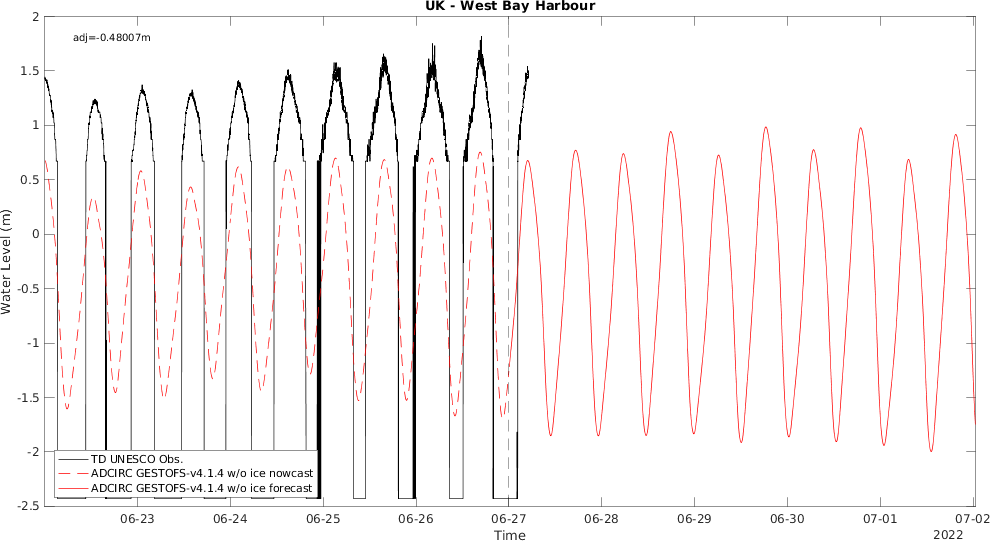 UK - West Bay Harbour
adj=-0.48007m
2
1.5
1
0.5
0
-0.5
-1
-1.5
-2
-2.5
Water Level (m)
TD UNESCO Obs.
ADCIRC GESTOFS-v4.1.4 w/o ice nowcast
ADCIRC GESTOFS-v4.1.4 w/o ice forecast
06-23 06-24 06-25 06-26 06-27 06-28 06-29 06-30 07-01 07-02
Time
2022